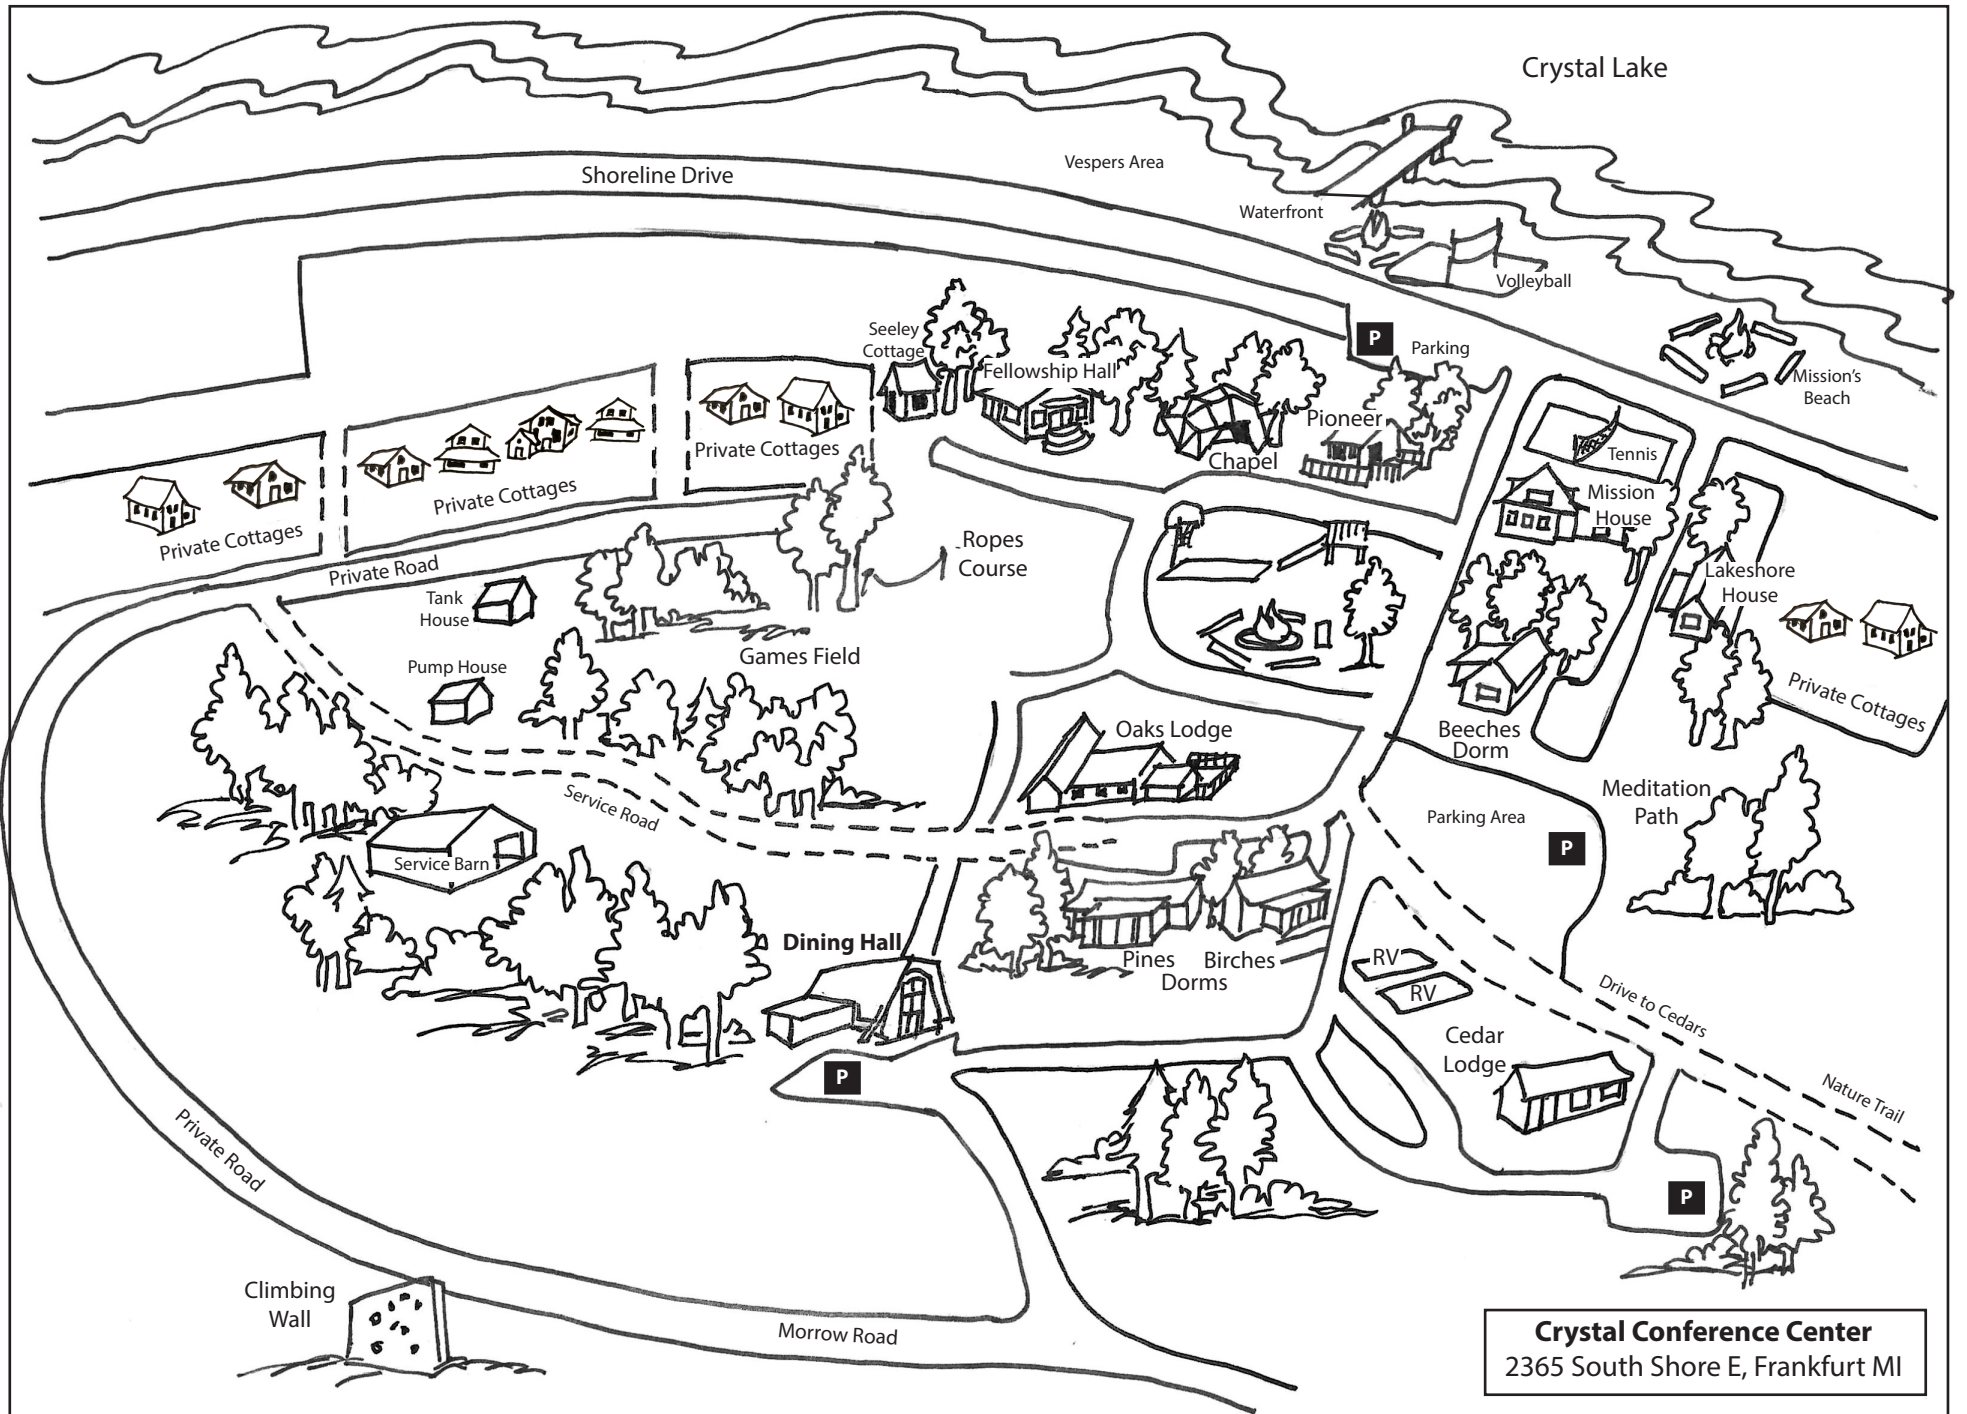 Crystal Lake
Vespers Area
Shoreline Drive
Waterfront
Volleyball
Seeley
Cottage
P
Parking
Fellowship Hall
Mission's
Beach
Pioneer
Private Cottages
Chapel
Tennis
Mission
House
Private Cottages
Private Cottages
Ropes
Course
Private Road
Lakeshore
House
Tank
House
Games Field
Pump House
Private Cottages
Oaks Lodge
Beeches
Dorm
Meditation
Path
Service Road
Parking Area
P
Service Barn
Dining Hall
Pines
Birches
Dorms
RV
RV
Drive to Cedars
Cedar
Lodge
P
Nature Trail
Private Road
P
Climbing
Wall
Morrow Road
Crystal Conference Center
2365 South Shore E, Frankfurt MI